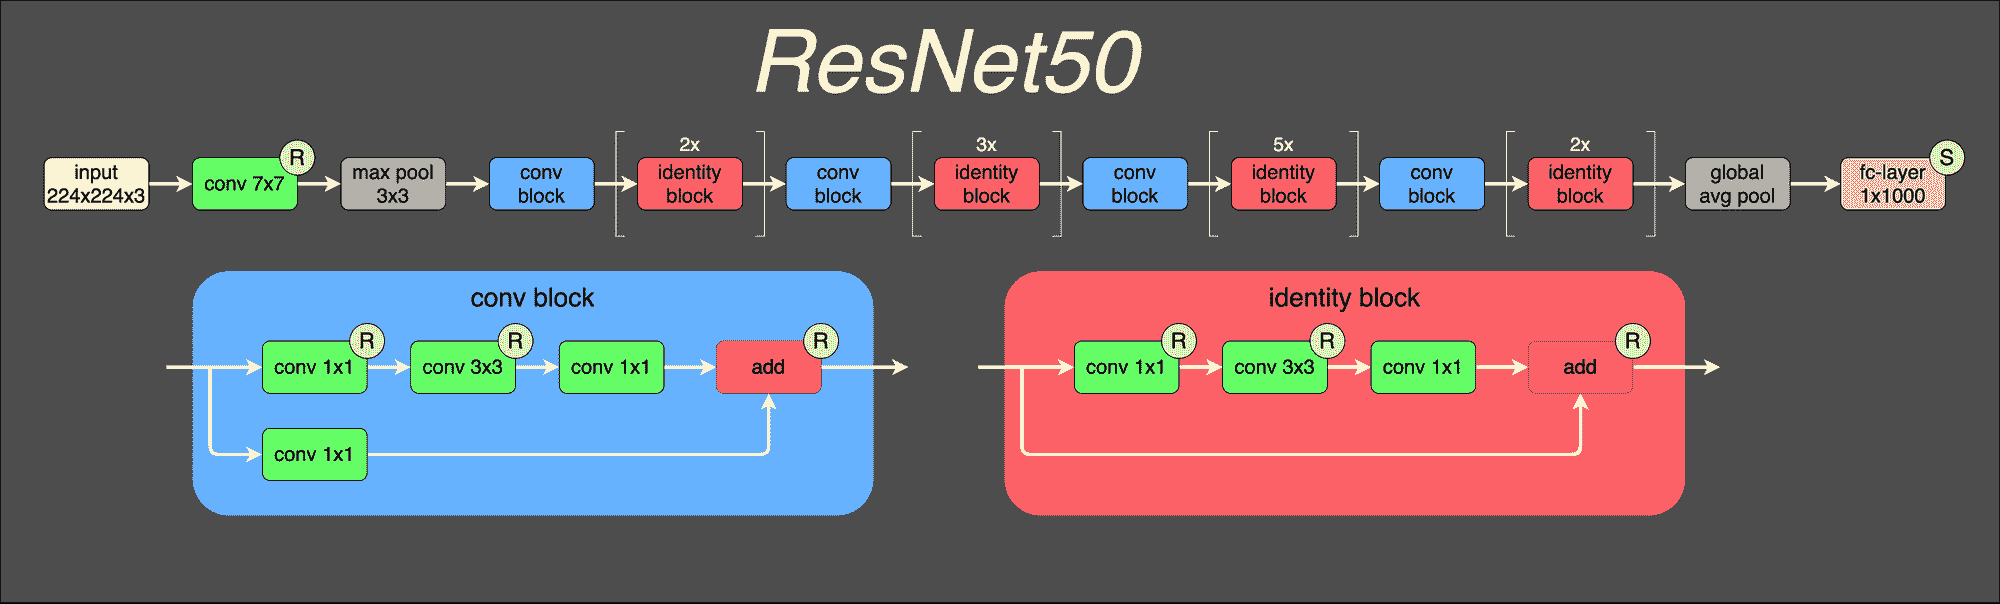 ResNet50
input
224x224x3
conv 7x7
R
max pool
3x3
conv
block
2x
identity
block
conv
block
3x
identity
block
conv
block
5x
identity
block
conv
block
2x
identity
block
global
avg pool
fc-layer
1x1000
S
conv block
conv 1x1
R
conv 3x3
R
conv 1x1
add
R
conv 1x1
identity block
conv 1x1
R
conv 3x3
R
conv 1x1
add
R